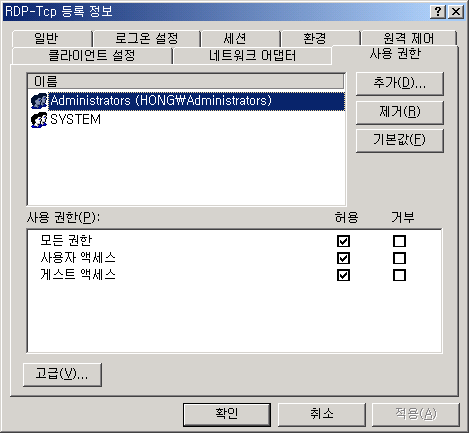 RDP-Tcp 등록 정보
일반 로그온 설정 세션 환경 원격 제어
클라이언트 설정 네트워크 어댑터 사용 권한
이름
Administrators (HONG₩Administrators)
SYSTEM
추가(D)...
제거(R)
기본값(F)
사용 권한(P): 허용 거부
모든 권한
사용자 액세스
게스트 액세스
고급(V)...
확인 취소 적용(A)